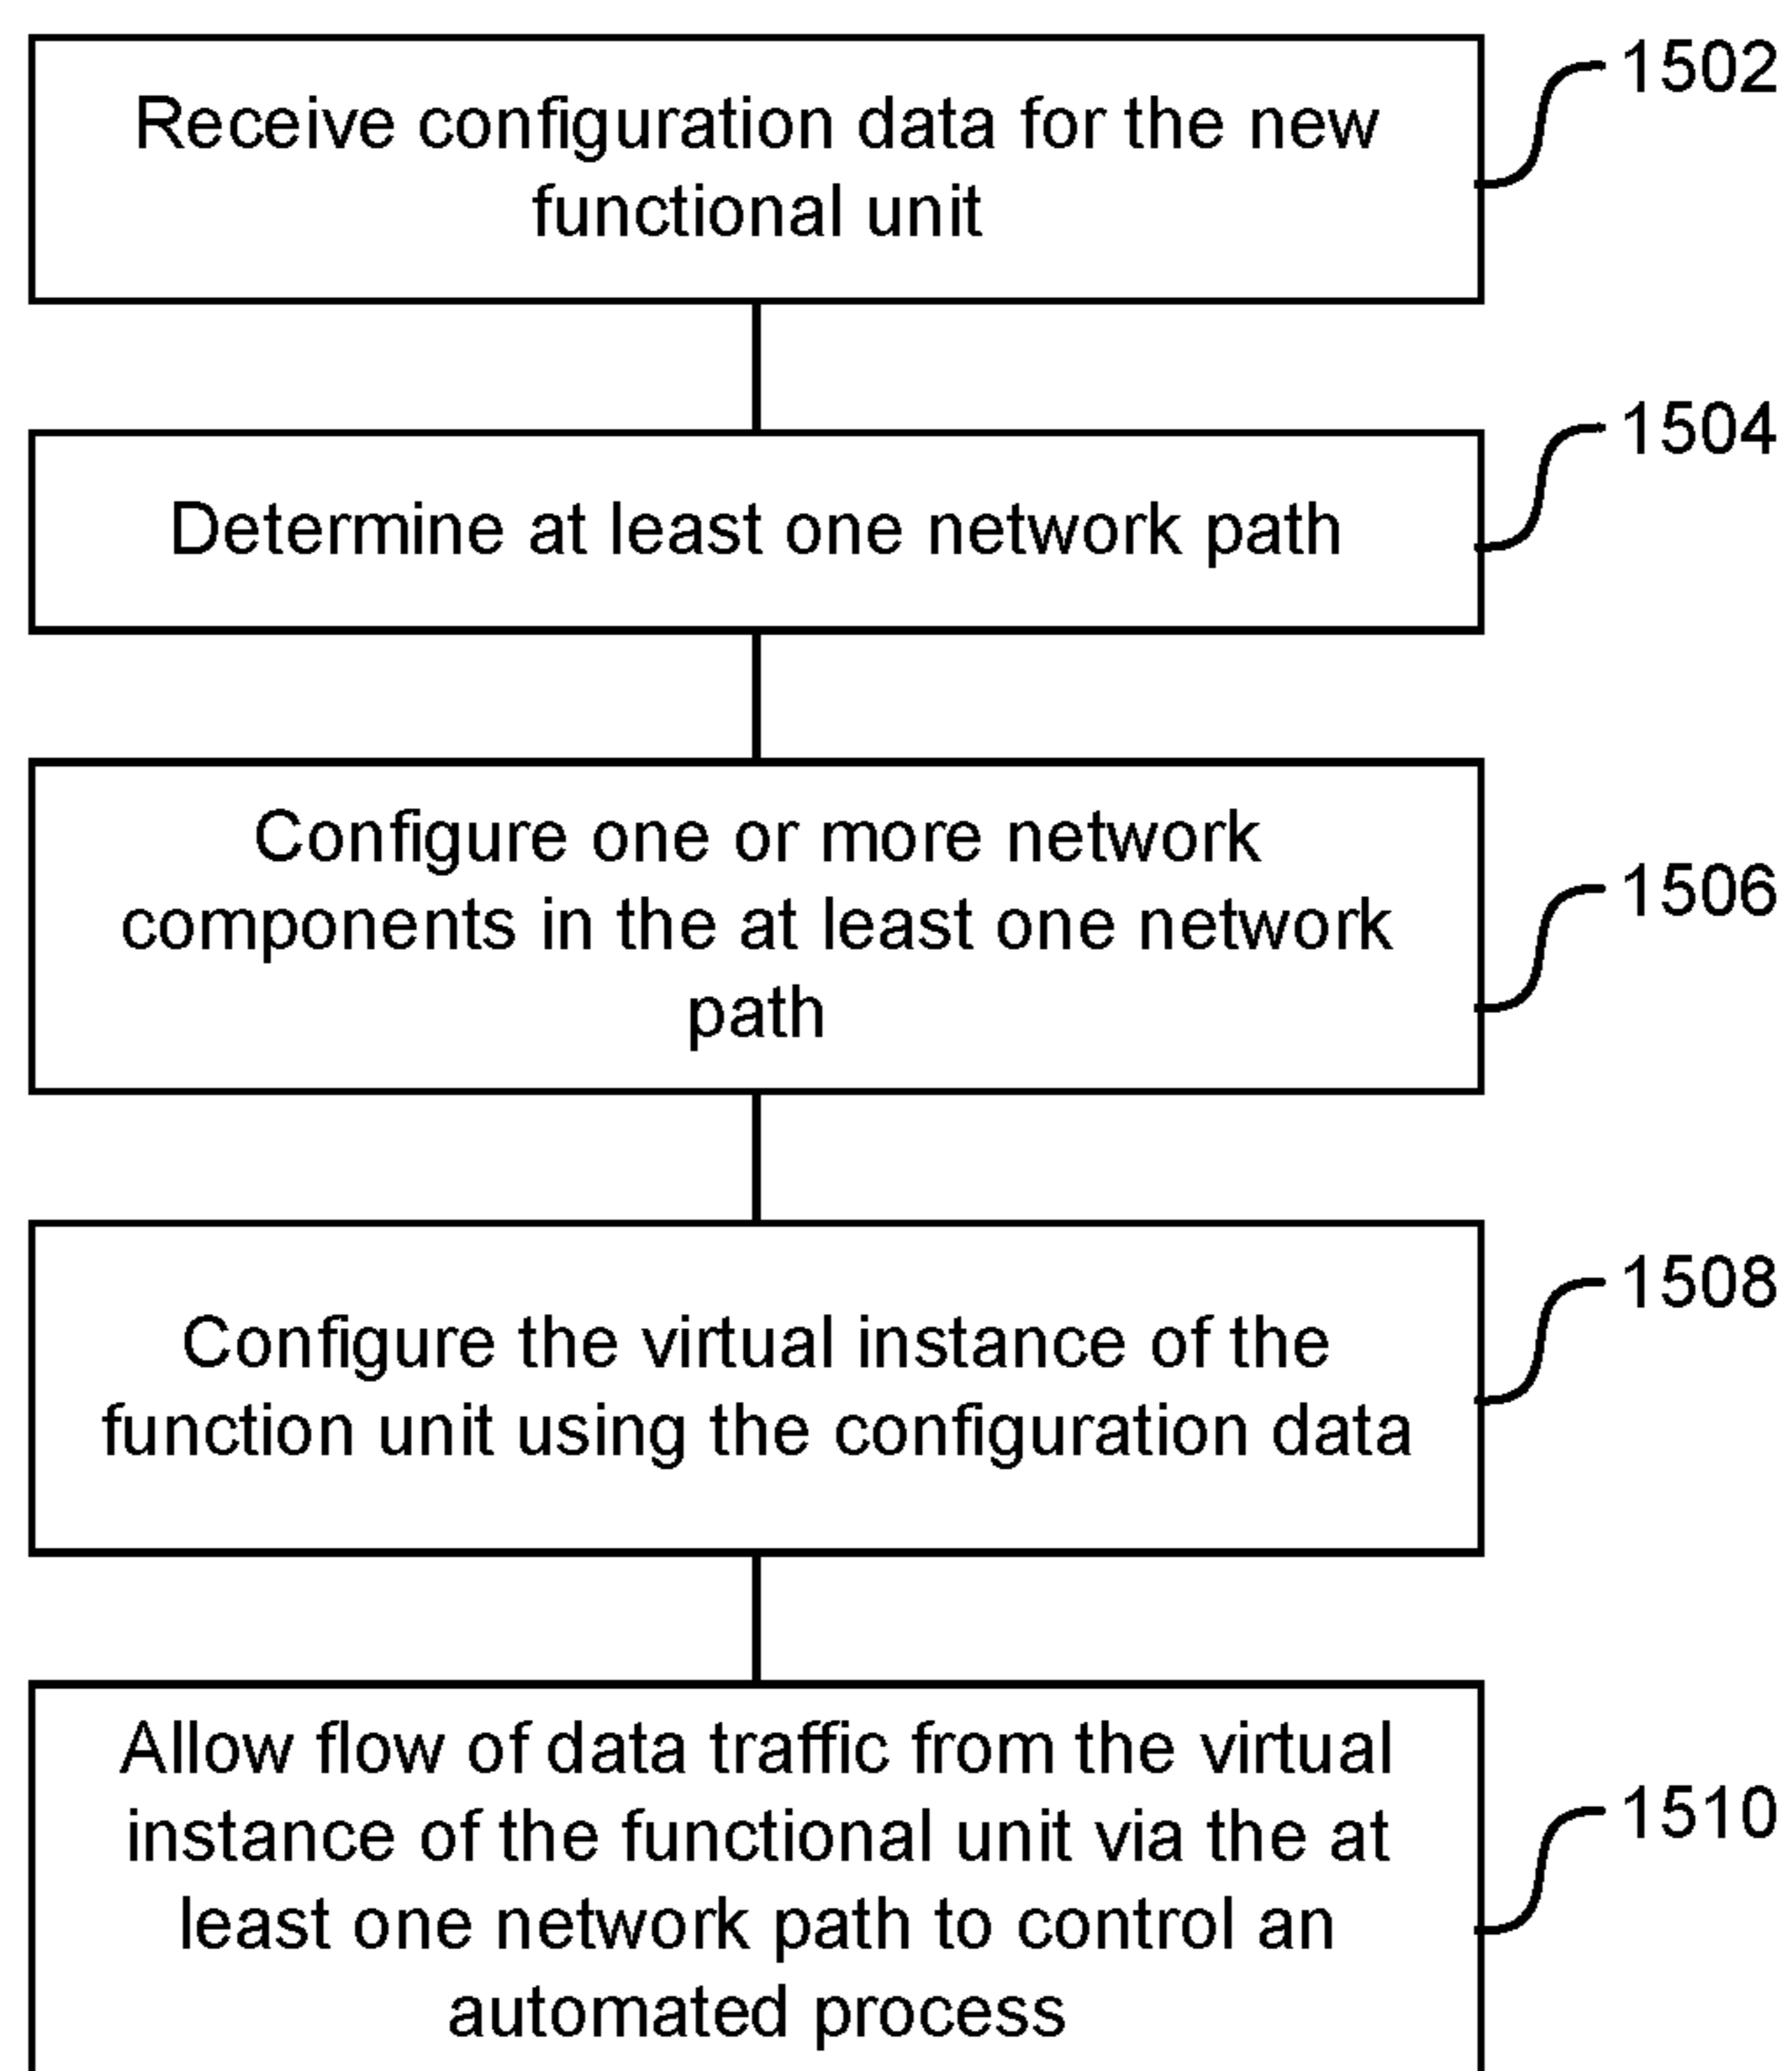 Receive configuration data for the new
functional unit
1502
Determine at least one network path
1504
Configure one or more network
components in the at least one network
path
1506
Configure the virtual instance of the
function unit using the configuration data
1508
Allow flow of data traffic from the virtual
instance of the functional unit via the at
least one network path to control an
automated process
1510